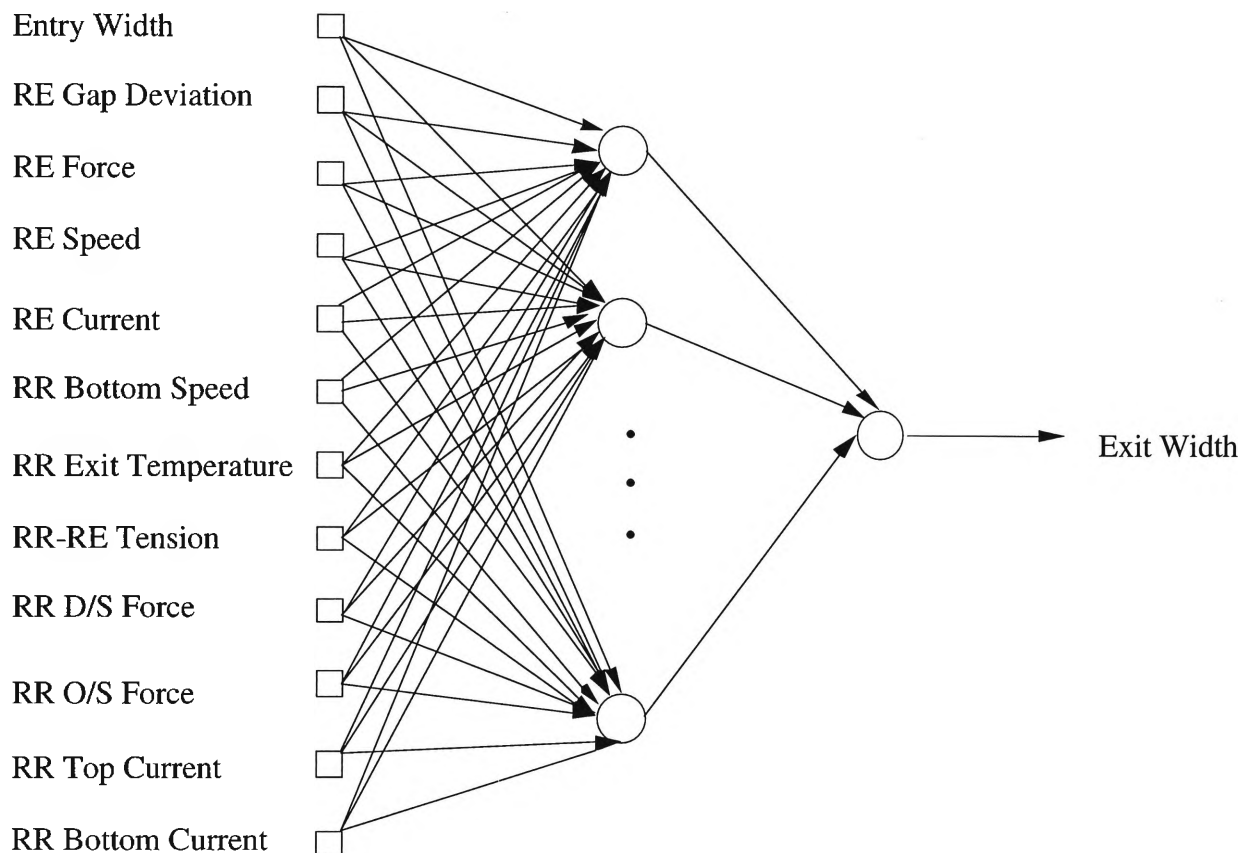 Entry Width
RE Gap Deviation
RE Force
RE Speed
RE Current
RR Bottom Speed
RR Exit Temperature
RR-RE Tension
RR D/S Force
RR O/S Force
RR Top Current
RR Bottom Current
Exit Width